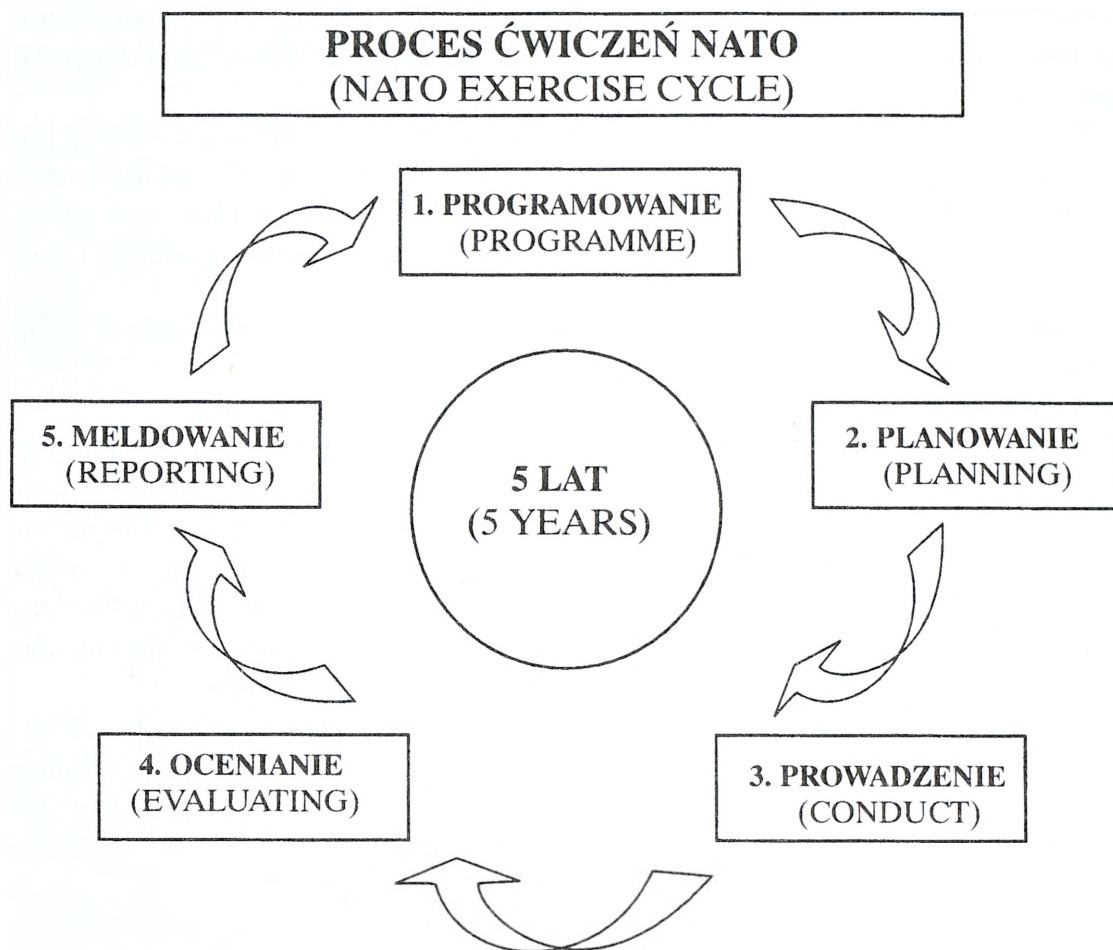 PROCES ĆWICZEŃ NATO
(NATO EXERCISE CYCLE)
1. PROGRAMOWANIE
(PROGRAMME)
2. PLANOWANIE
(PLANNING)
3. PROWADZENIE
(CONDUCT)
4. OCENIANIE
(EVALUATING)
5. MELDOWANIE
(REPORTING)
5 LAT
(5 YEARS)